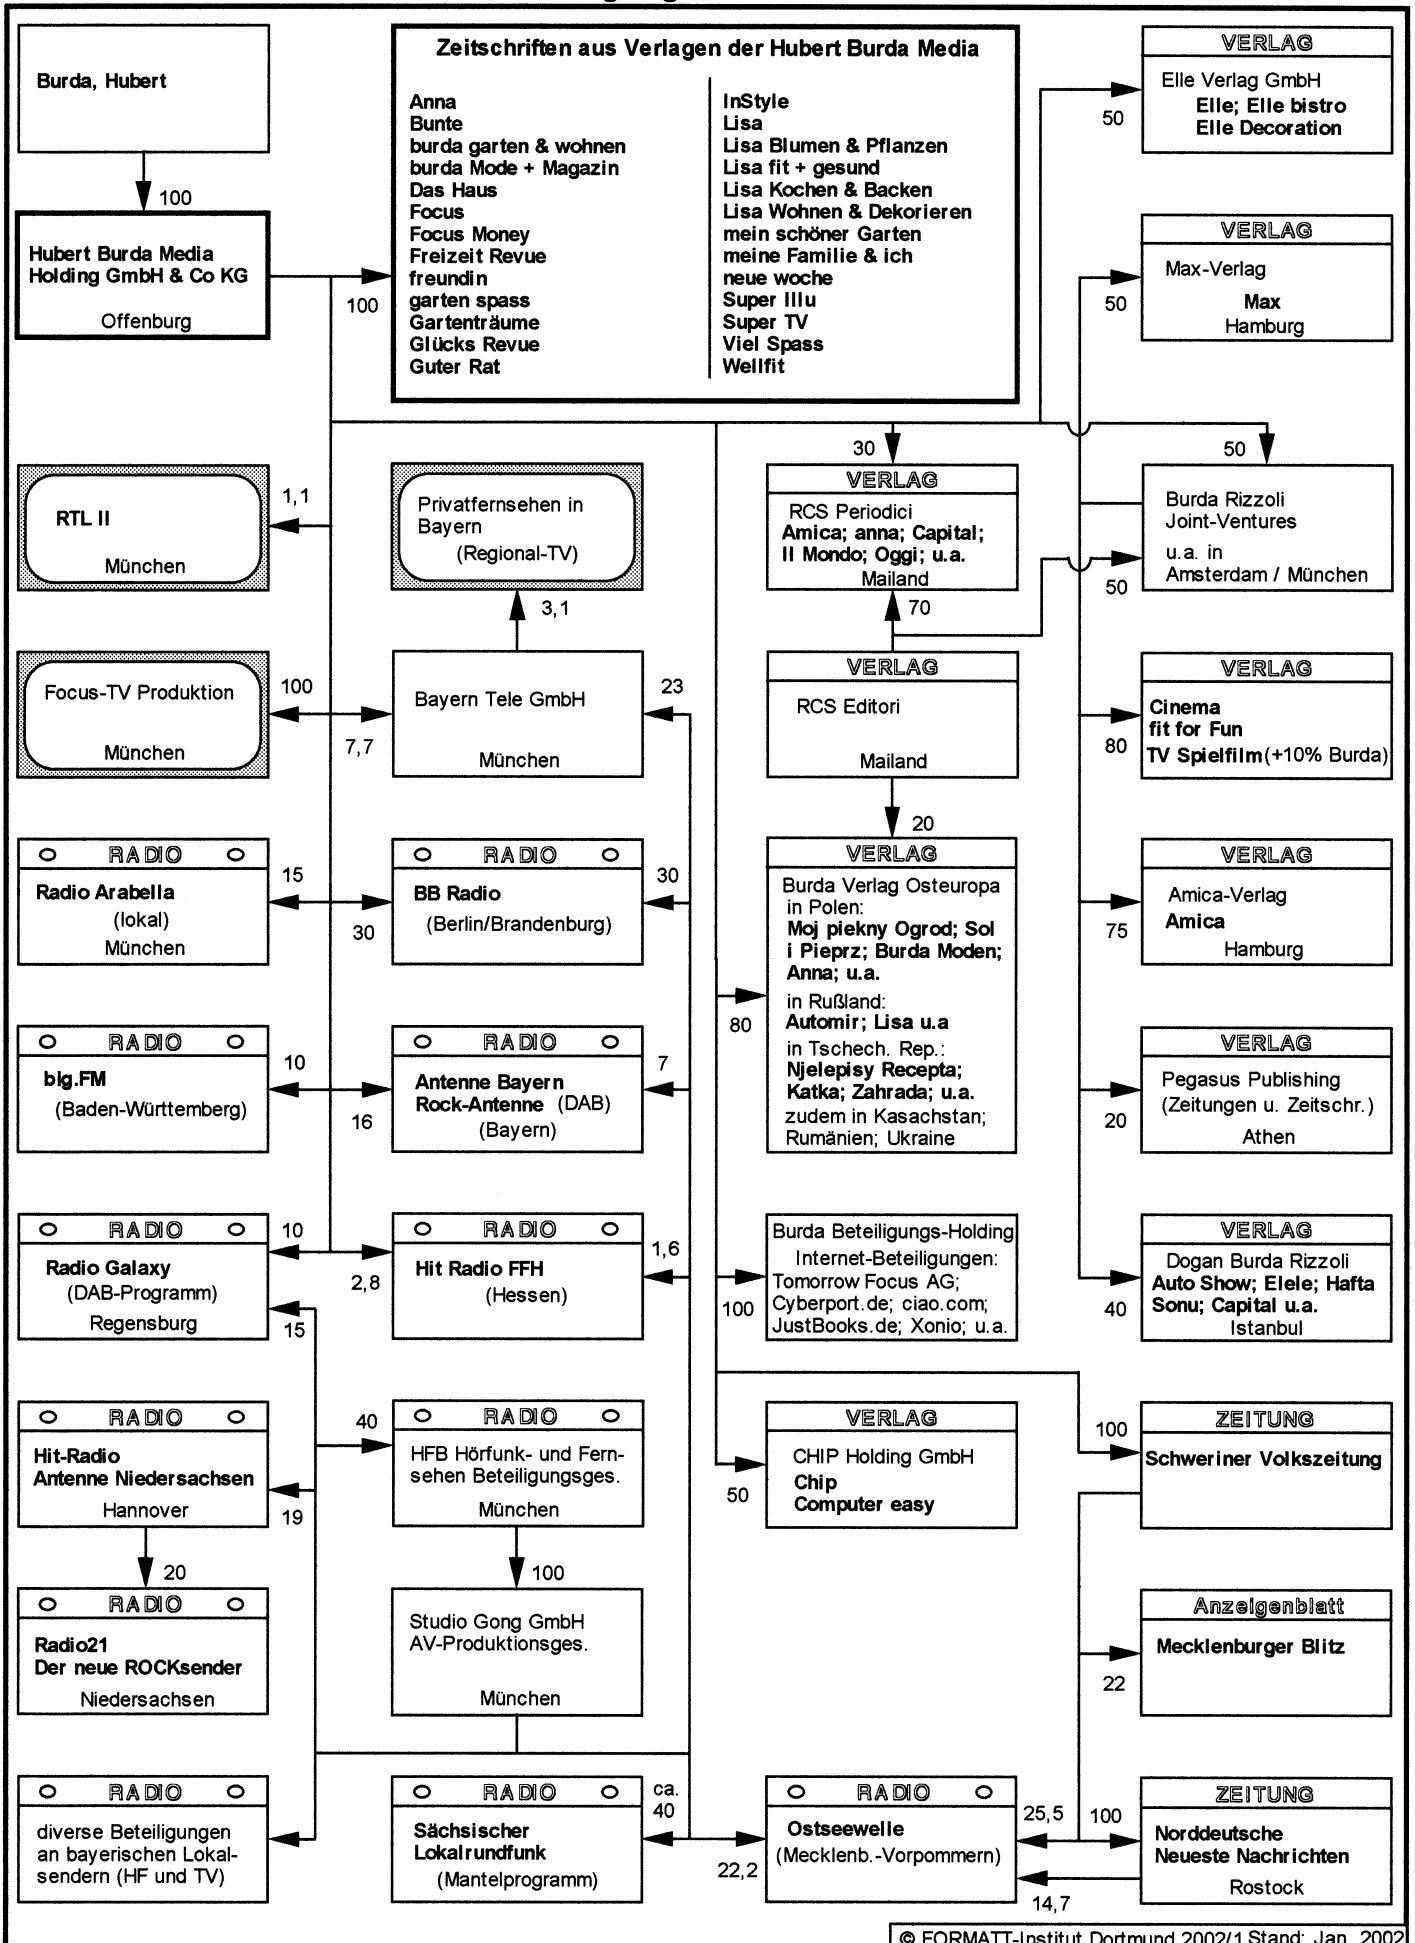 Burda, Hubert
100
Hubert Burda Media
Holding GmbH & Co KG
Offenburg
100
Zeitschriften aus Verlagen der Hubert Burda Media
Anna
Bunte
burda garten & wohnen
burda Mode + Magazin
Das Haus
Focus
Focus Money
Freizeit Revue
freundin
garten spass
Gartenträume
Glücks Revue
Guter Rat
InStyle
Lisa
Lisa Blumen & Pflanzen
Lisa fit + gesund
Lisa Kochen & Backen
Lisa Wohnen & Dekorieren
mein schöner Garten
meine Familie & ich
neue woche
Super Illu
Super TV
Viel Spass
Wellfit
VERLAG
Elle Verlag GmbH
Elle; Elle bistro
Elle Decoration
50
VERLAG
Max-Verlag
Max
Hamburg
50
RTL II
München
1,1
Privatfernsehen in
Bayern
(Regional-TV)
3,1
30
VERLAG
RCS Periodici
Amica; anna; Capital;
Il Mondo; Oggi; u.a.
Mailand
70
50
Burda Rizzoli
Joint-Ventures
u.a. in
Amsterdam / München
50
Focus-TV Produktion
München
100
7,7
Bayern Tele GmbH
München
23
VERLAG
RCS Editori
Mailand
20
VERLAG
Cinema
fit for Fun
TV Spielfilm (+10% Burda)
80
RADIO
Radio Arabella
(lokal)
München
15
30
RADIO
BB Radio
(Berlin/Brandenburg)
30
VERLAG
Burda Verlag Osteuropa
in Polen:
Moj piekny Ogrod; Sol
i Pieprz; Burda Moden;
Anna; u.a.
in Rußland:
Automir; Lisa u.a
in Tschech. Rep.:
Njelepisy Recepta;
Katka; Zahrada; u.a.
zudem in Kasachstan;
Rumänien; Ukraine
80
VERLAG
Amica-Verlag
Amica
Hamburg
75
RADIO
big.FM
(Baden-Württemberg)
10
16
RADIO
Antenne Bayern
Rock-Antenne (DAB)
(Bayern)
7
VERLAG
Pegasus Publishing
(Zeitungen u. Zeitschr.)
Athen
20
RADIO
Radio Galaxy
(DAB-Programm)
Regensburg
10
15
2,8
RADIO
Hit Radio FFH
(Hessen)
1,6
Burda Beteiligungs-Holding
Internet-Beteiligungen:
Tomorrow Focus AG;
Cyberport.de; ciao.com;
JustBooks.de; Xonio; u.a.
100
VERLAG
Dogan Burda Rizzoli
Auto Show; Elele; Hafta
Sonu; Capital u.a.
Istanbul
40
RADIO
Hit-Radio
Antenne Niedersachsen
Hannover
19
20
40
RADIO
HFB Hörfunk- und Fern-
sehen Beteiligungsges.
München
100
VERLAG
CHIP Holding GmbH
Chip
Computer easy
50
100
ZEITUNG
Schweriner Volkszeitung
RADIO
Radio21
Der neue ROCKsender
Niedersachsen
Studio Gong GmbH
AV-Produktionsges.
München
Anzeigenblatt
Mecklenburger Blitz
22
RADIO
diverse Beteiligungen
an bayerischen Lokal-
sendern (HF und TV)
RADIO
Sächsischer
Lokalrundfunk
(Mantelprogramm)
ca.
40
22,2
RADIO
Ostseewelle
(Mecklenb.-Vorpommern)
25,5
100
14,7
ZEITUNG
Norddeutsche
Neueste Nachrichten
Rostock
© FORMATT-Institut Dortmund 2002/1 Stand: Jan. 2002